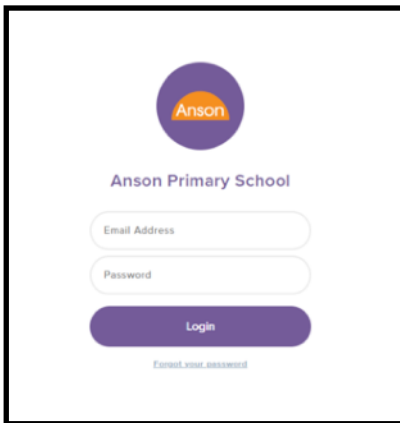 Anson
Anson Primary School
Email Address
Password
Login
Forgot your password